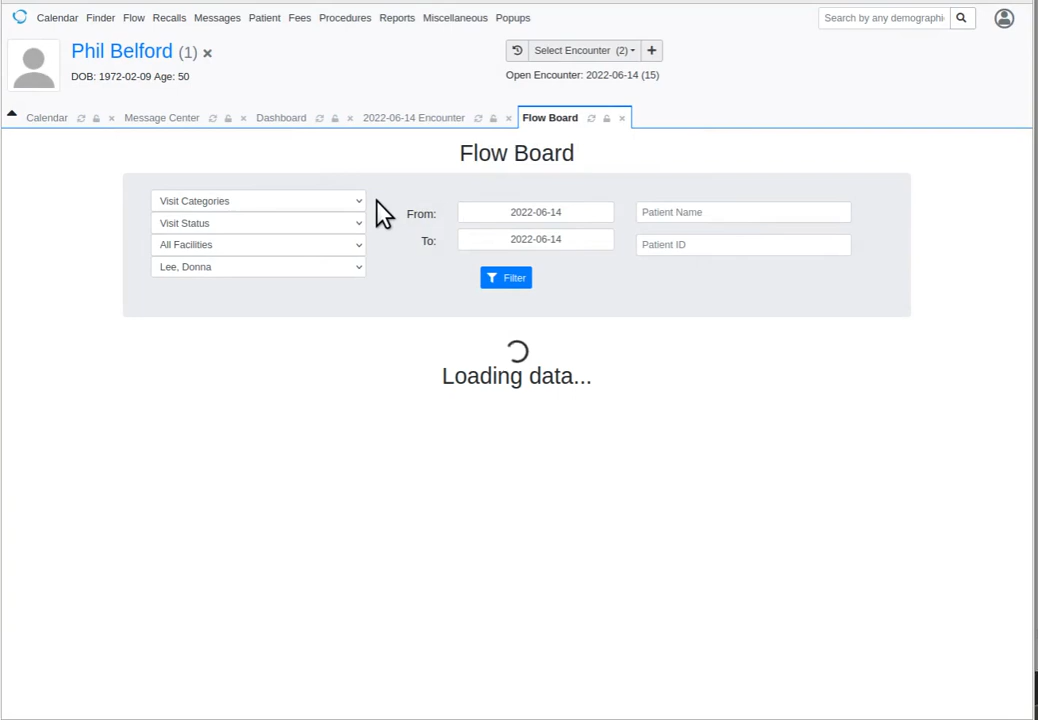 Calendar Finder Flow Recalls Messages Patient Fees Procedures Reports Miscellaneous Popups Search by any demographi
Phil Belford (1) ×
DOB: 1972-02-09 Age: 50
Select Encounter (2)
Open Encounter: 2022-06-14 (15)
Calendar Message Center Dashboard 2022-06-14 Encounter Flow Board
Flow Board
Visit Categories
Visit Status
All Facilities
Lee, Donna
From: 2022-06-14
To: 2022-06-14
Patient Name
Patient ID
Filter
Loading data...